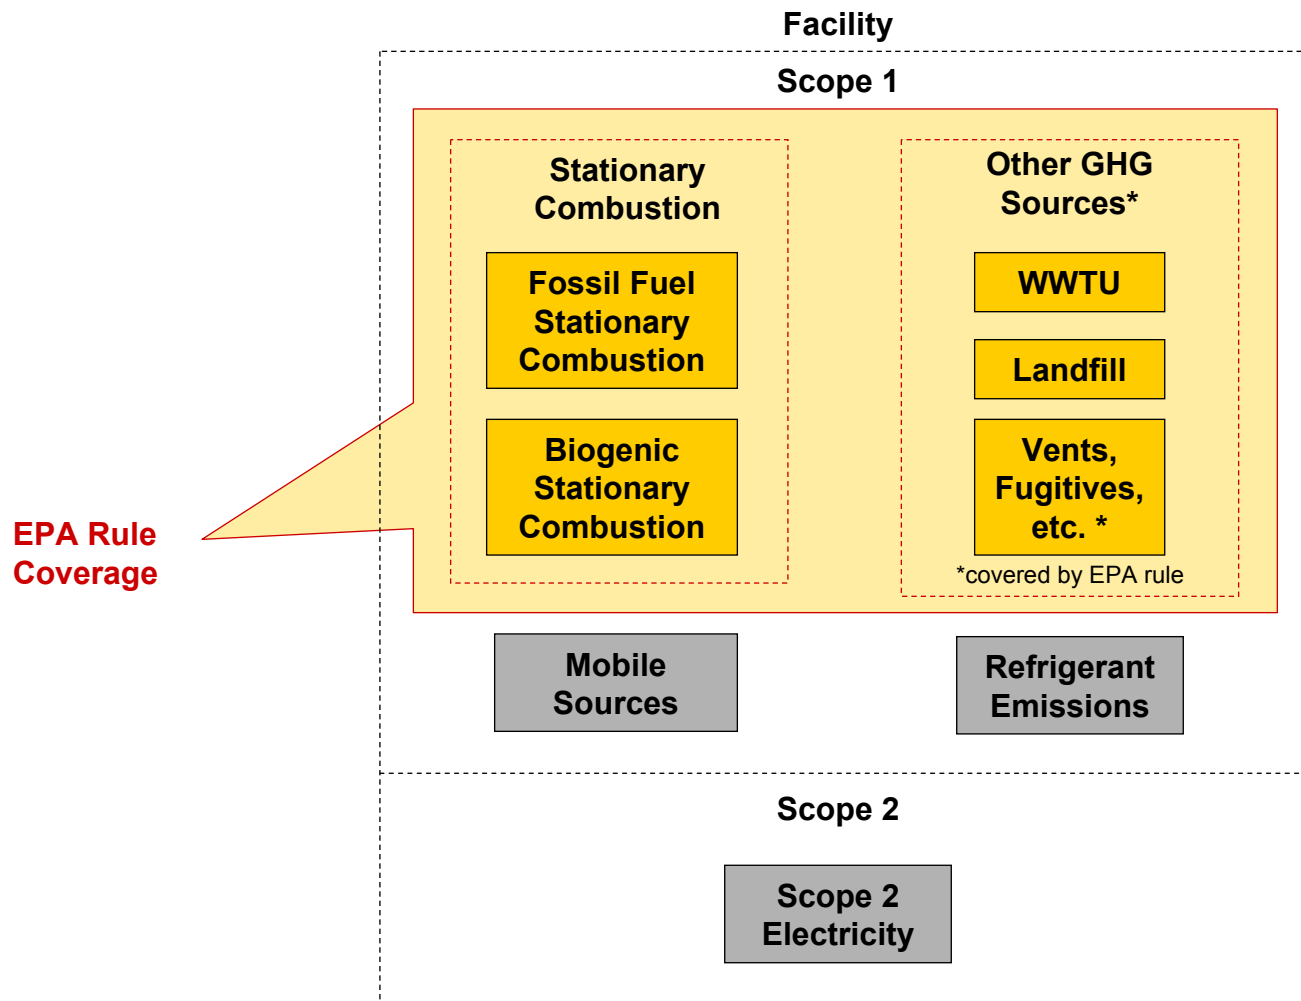 Facility
Scope 1
Stationary
Combustion
Fossil Fuel
Stationary
Combustion
Biogenic
Stationary
Combustion
Other GHG
Sources*
WWTU
Landfill
Vents,
Fugitives,
etc. *
*covered by EPA rule
EPA Rule
Coverage
Mobile
Sources
Refrigerant
Emissions
Scope 2
Scope 2
Electricity